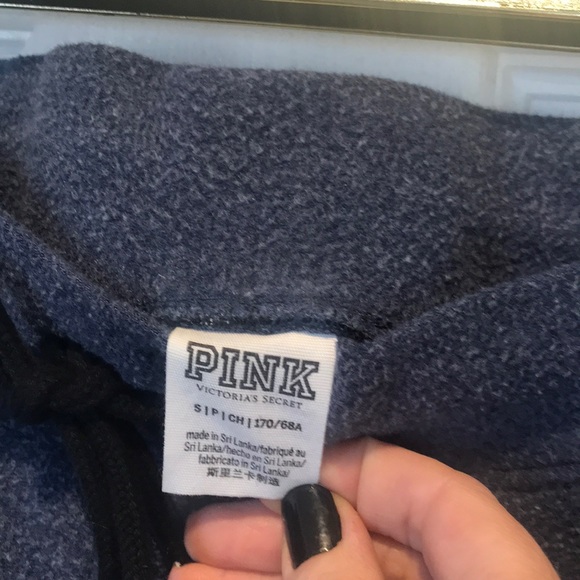 PINK
VICTORIA'S SECRET
S | P | CH | 170/68A
made in Sri Lanka/fabriqué au
Sri Lanka/hecho en Sri Lanka/
fabbricato in Sri Lanka/
斯里兰卡制造